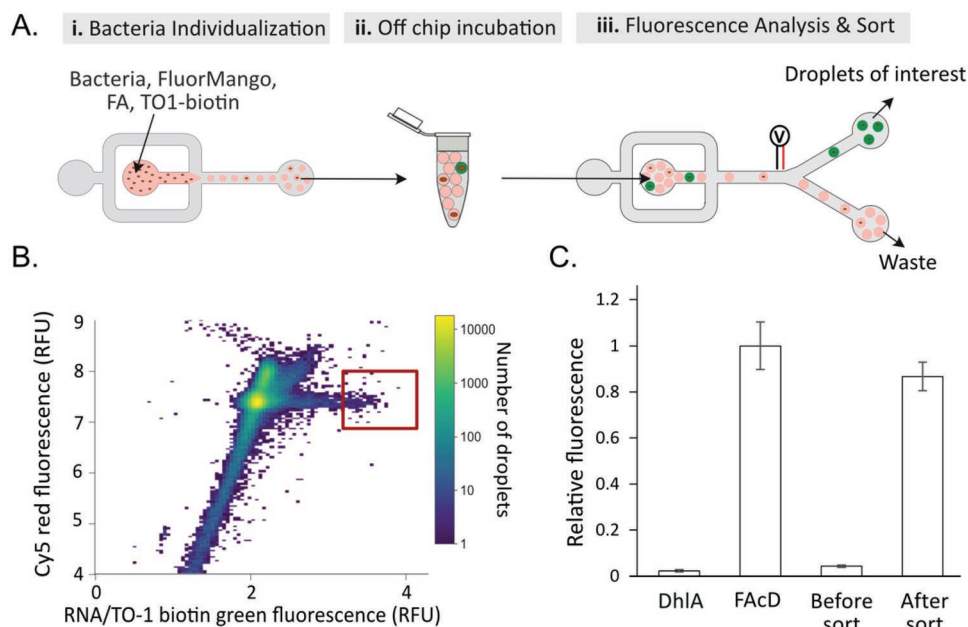 A.
i. Bacteria Individualization
ii. Off chip incubation
iii. Fluorescence Analysis & Sort
Bacteria, FluorMango,
FA, TO1-biotin
V
Droplets of interest
Waste
B.
Cy5 red fluorescence (RFU)
9
8
7
6
5
4
0
2
4
RNA/TO-1 biotin green fluorescence (RFU)
10000
1000
100
10
1
Number of droplets
C.
Relative fluorescence
1.2
1
0.8
0.6
0.4
0.2
0
DhlA
FAcD
Before
sort
After
sort